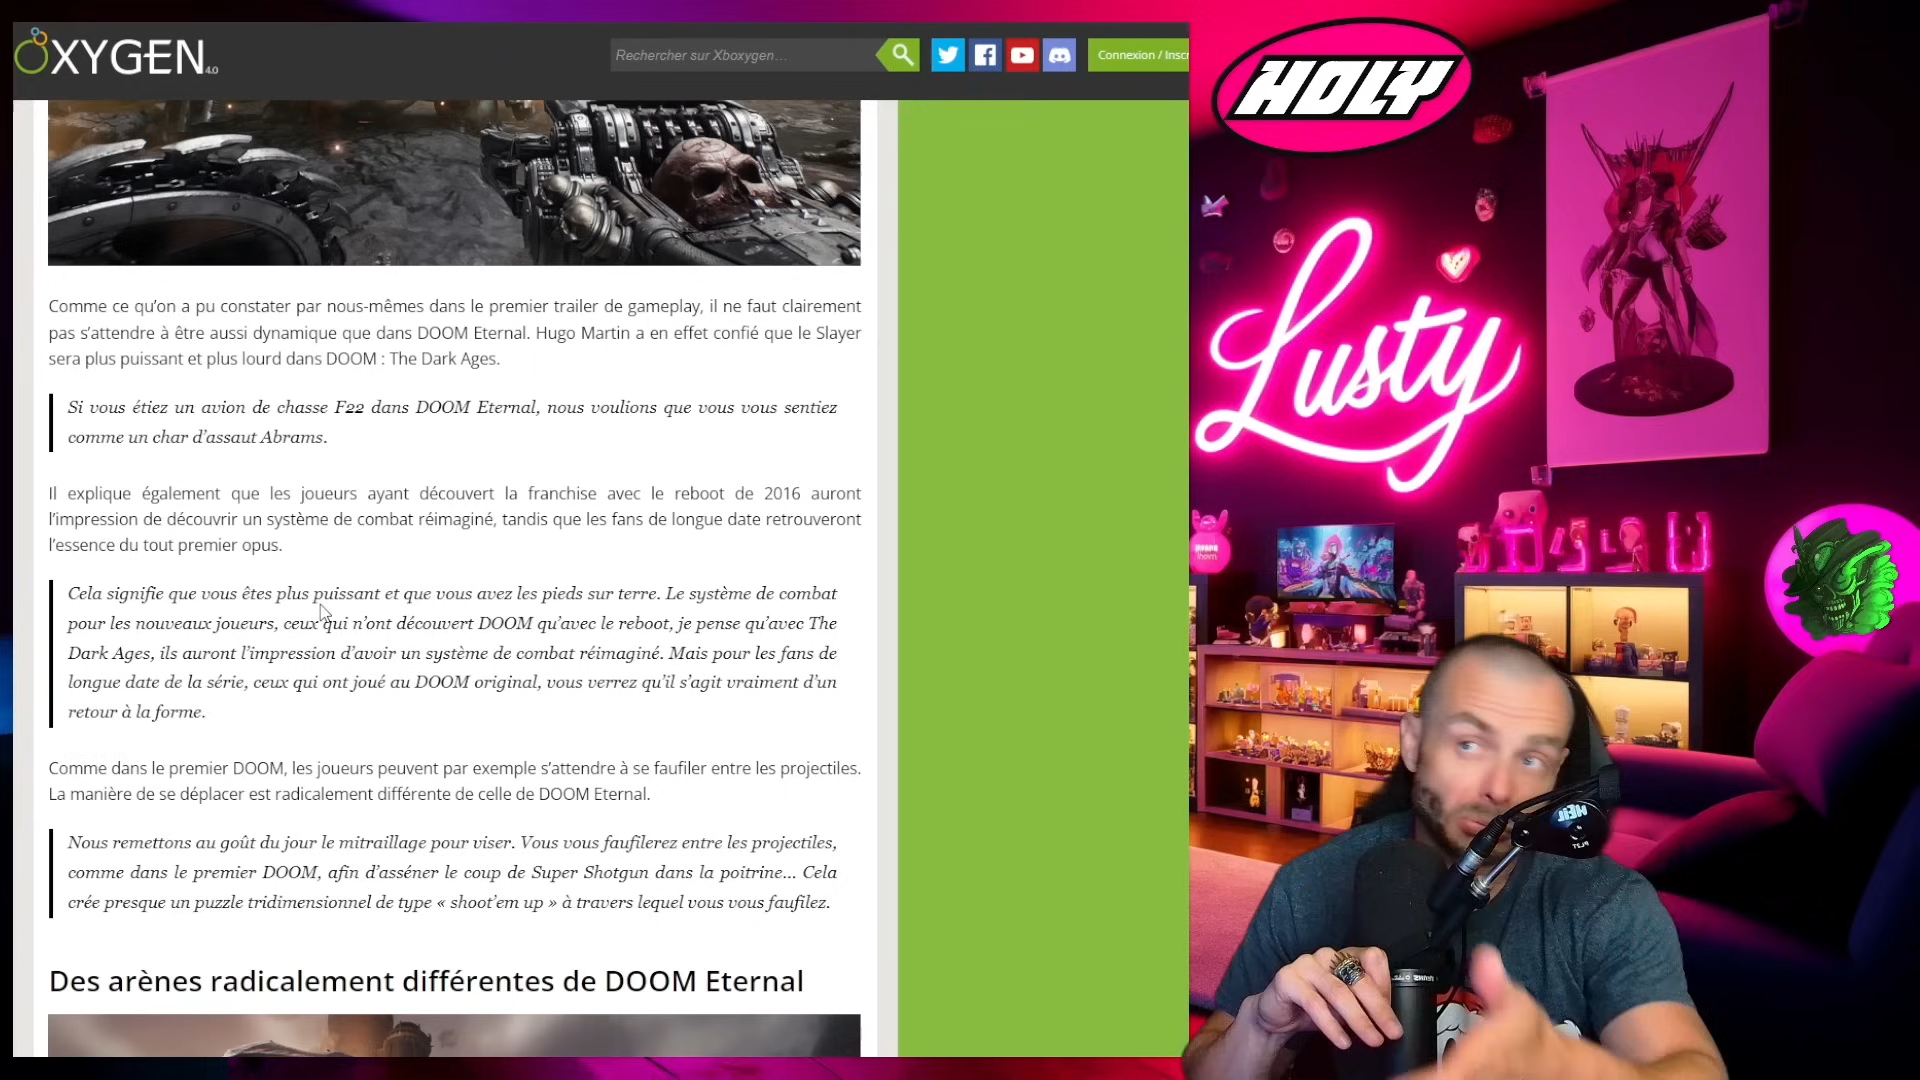 OXYGEN 4.0
Rechercher sur Xboxygen...
Connexion / Inscr
Comme ce qu'on a pu constater par nous-mêmes dans le premier trailer de gameplay, il ne faut clairement
pas s'attendre à être aussi dynamique que dans DOOM Eternal. Hugo Martin a en effet confié que le Slayer
sera plus puissant et plus lourd dans DOOM : The Dark Ages.
Si vous étiez un avion de chasse F22 dans DOOM Eternal, nous voulions que vous vous sentiez
comme un char d'assaut Abrams.
Il explique également que les joueurs ayant découvert la franchise avec le reboot de 2016 auront
l'impression de découvrir un système de combat réimaginé, tandis que les fans de longue date retrouveront
l'essence du tout premier opus.
Cela signifie que vous êtes plus puissant et que vous avez les pieds sur terre. Le système de combat
pour les nouveaux joueurs, ceux qui n'ont découvert DOOM qu'avec le reboot, je pense qu'avec The
Dark Ages, ils auront l'impression d'avoir un système de combat réimaginé. Mais pour les fans de
longue date de la série, ceux qui ont joué au DOOM original, vous verrez qu'il s'agit vraiment d'un
retour à la forme.
Comme dans le premier DOOM, les joueurs peuvent par exemple s'attendre à se faufiler entre les projectiles.
La manière de se déplacer est radicalement différente de celle de DOOM Eternal.
Nous remettons au goût du jour le mitraillage pour viser. Vous vous faufilerez entre les projectiles,
comme dans le premier DOOM, afin d'asséner le coup de Super Shotgun dans la poitrine... Cela
crée presque un puzzle tridimensionnel de type « shoot'em up » à travers lequel vous vous faufilez.
Des arènes radicalement différentes de DOOM Eternal
HOLY
Lusty
HEIL